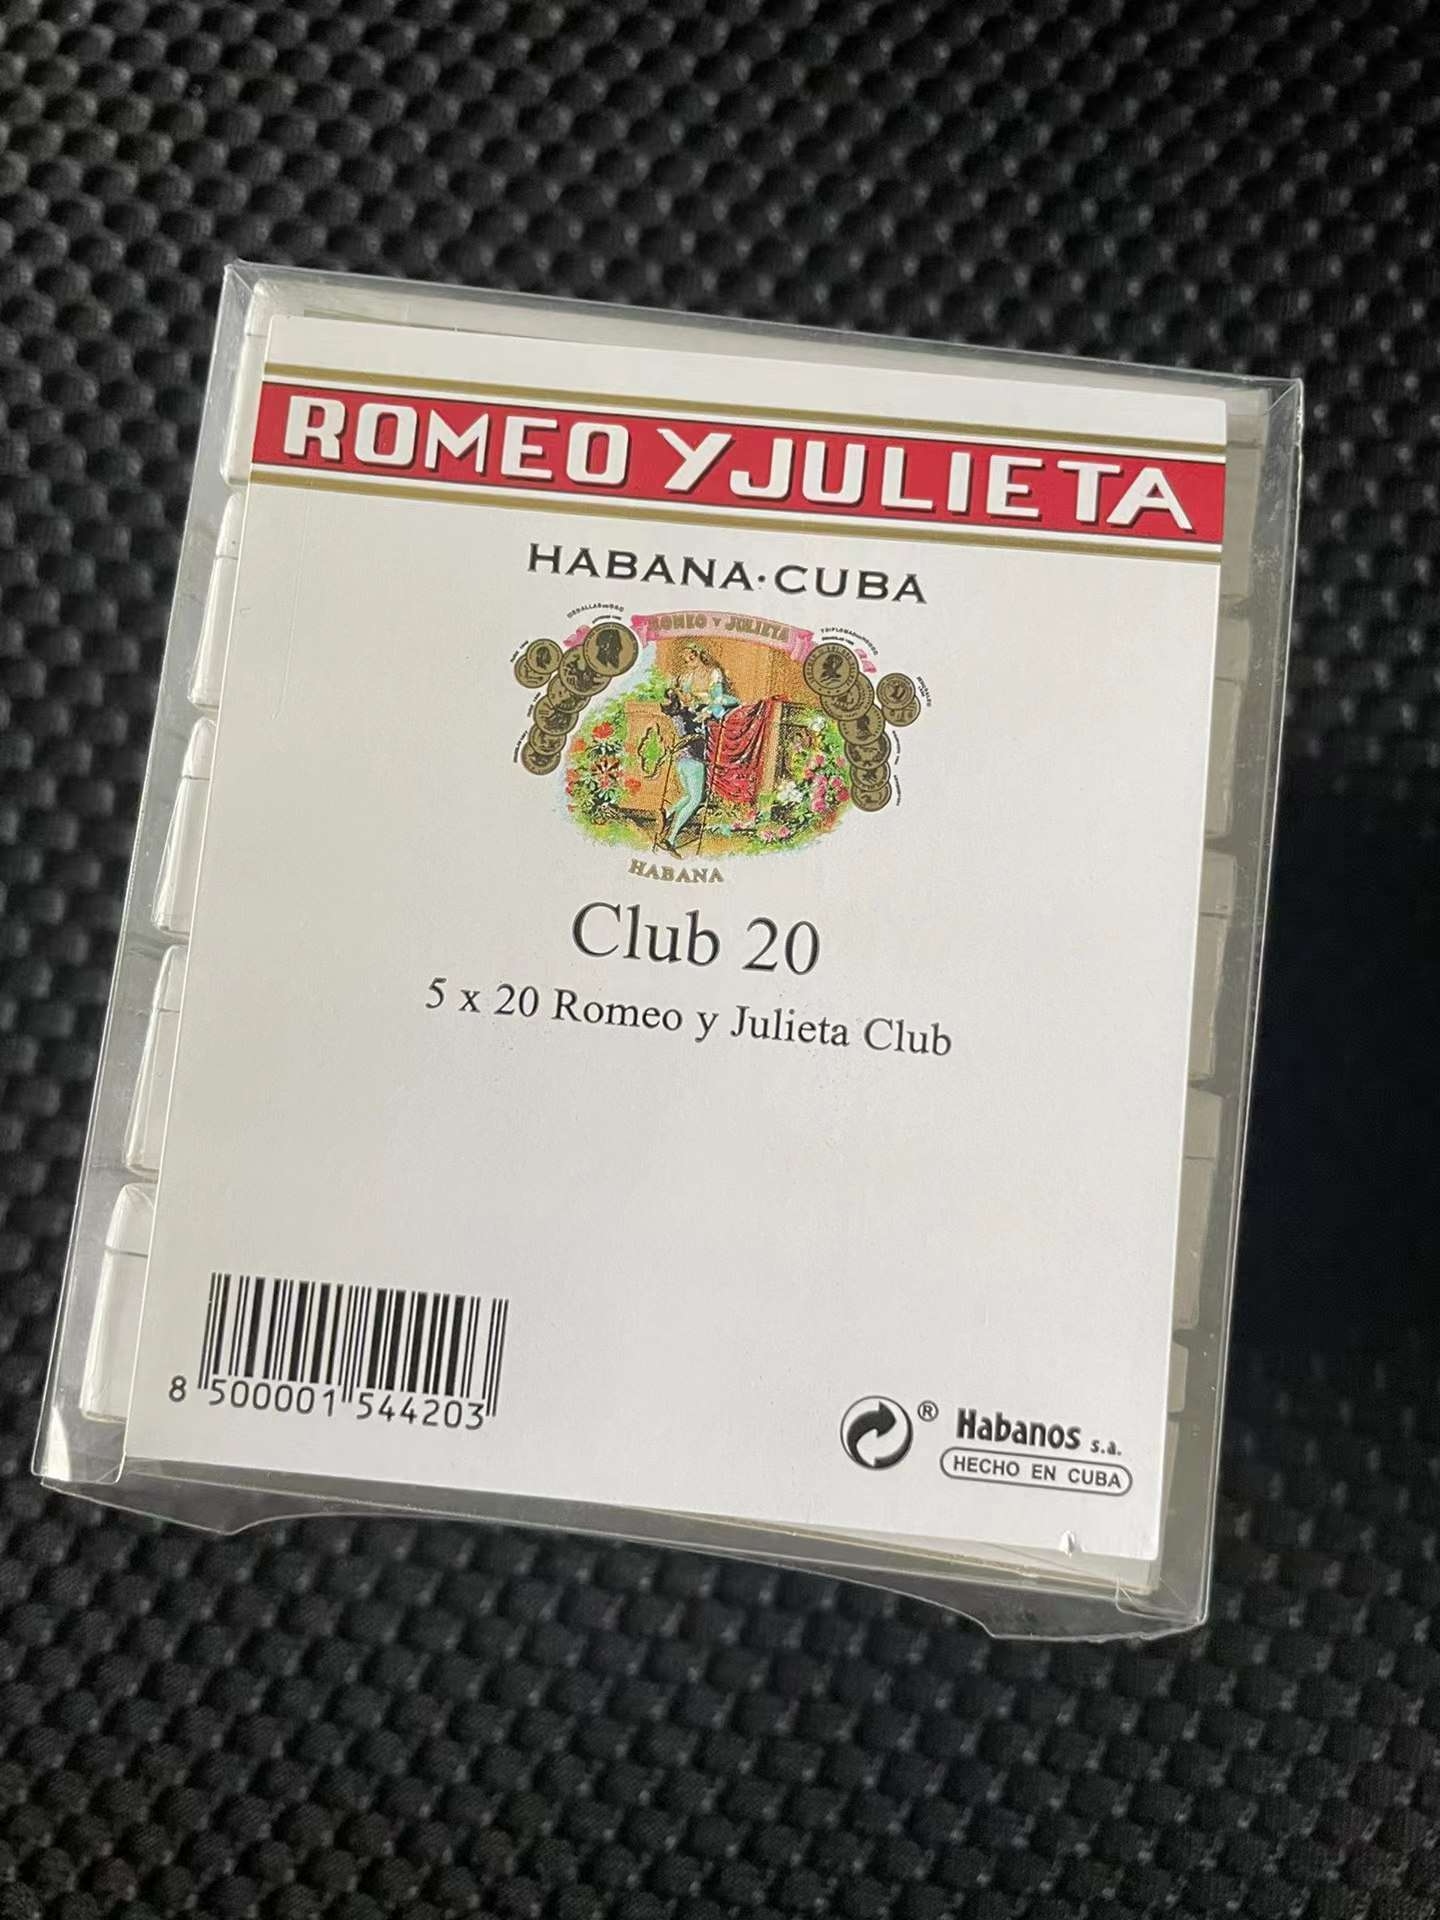 ROMEO Y JULIETA
HABANA·CUBA
ROMEO Y JULIETA
HABANA
Club 20
5 x 20 Romeo y Julieta Club
8 500001 544203
® Habanos s.a.
HECHO EN CUBA